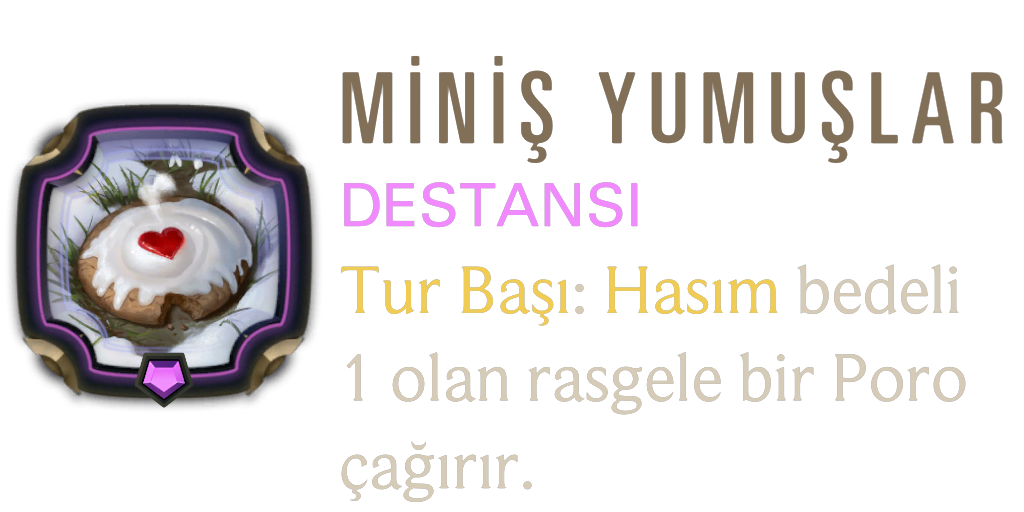 MİNİŞ YUMUŞLAR
DESTANSI
Tur Başı: Hasım bedeli
1 olan rasgele bir Poro
çağırır.